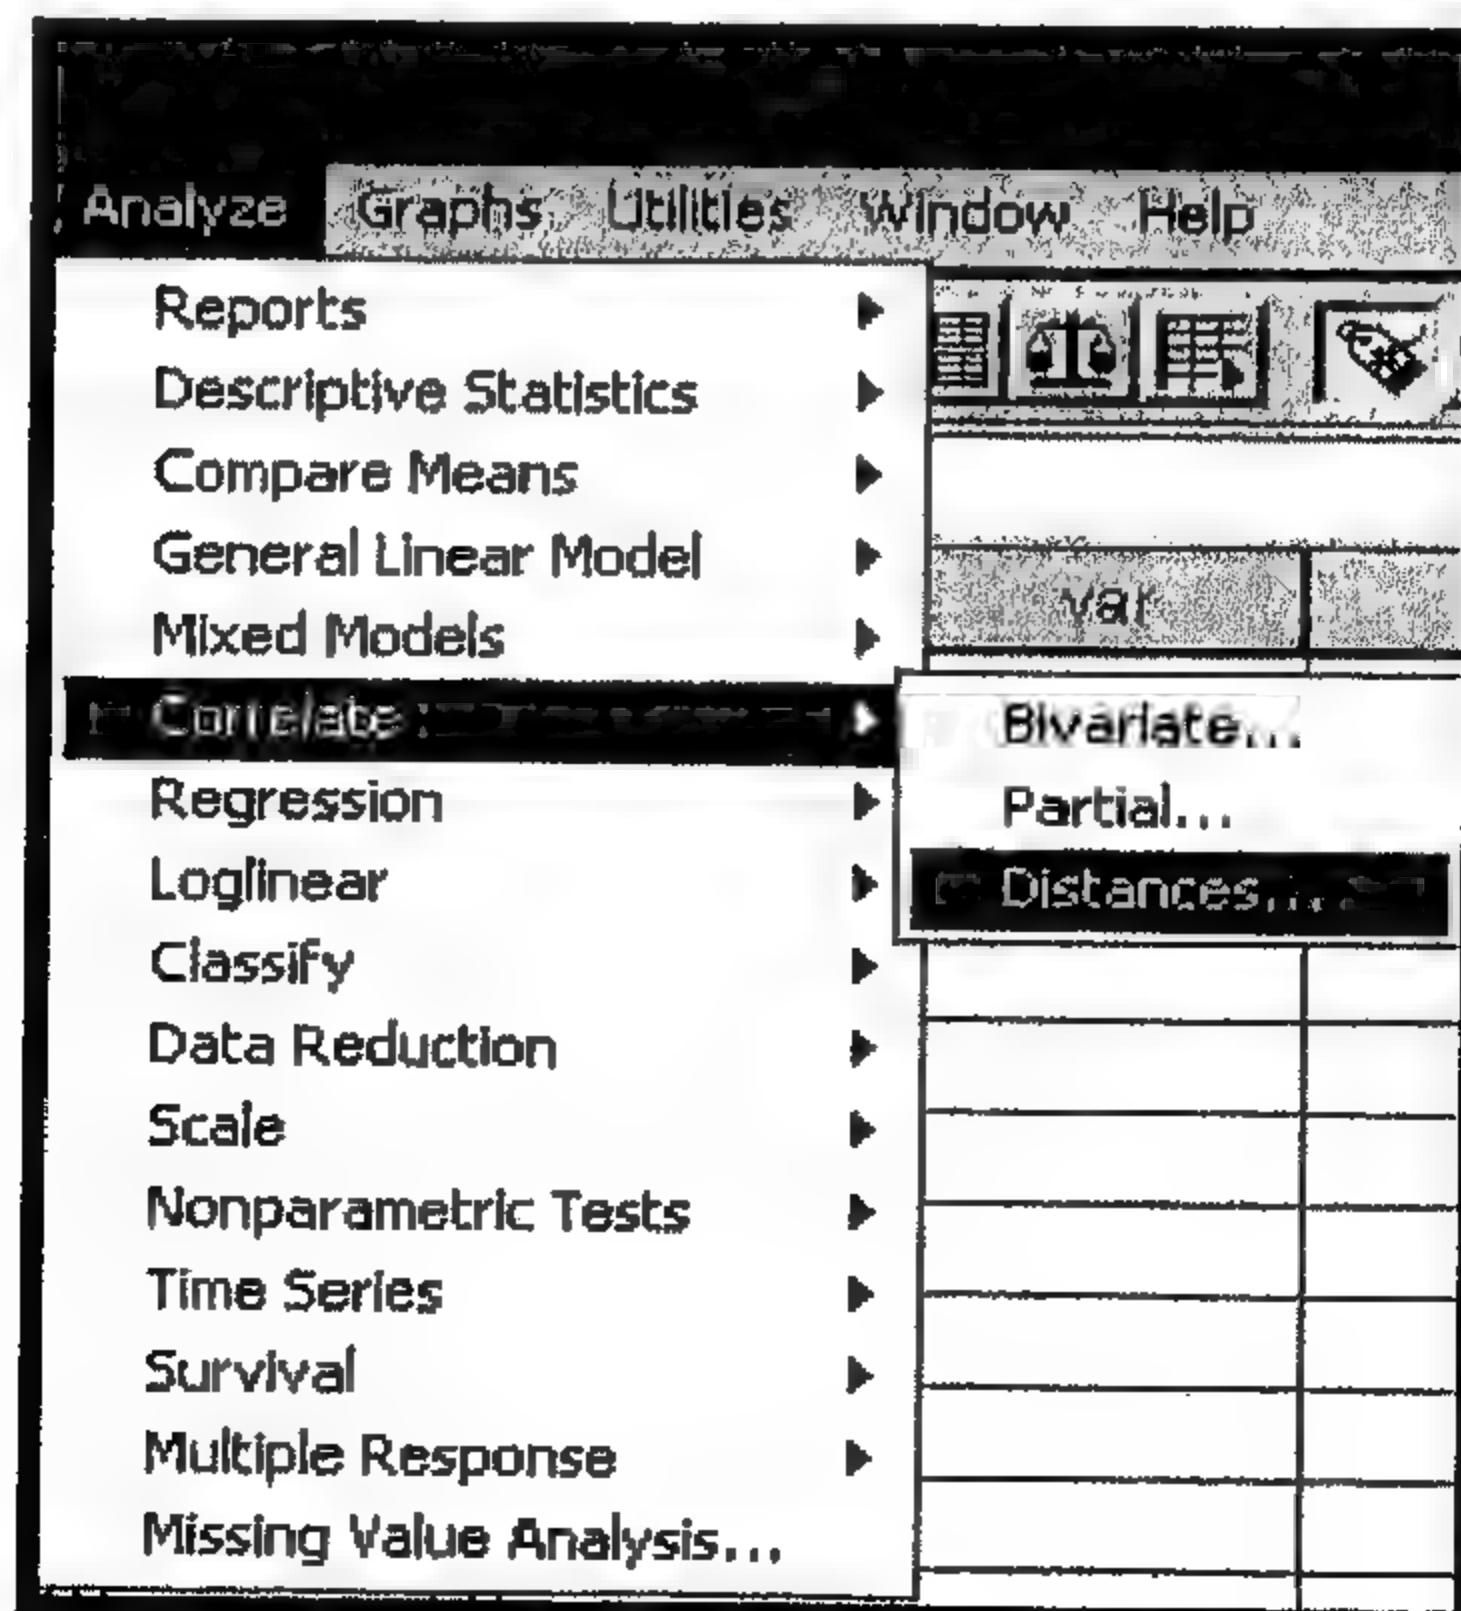 Analyze Graphs Utilities Window Help
Reports
Descriptive Statistics
Compare Means
General Linear Model
var
Mixed Models
Correlate Bivariate...
Regression Partial...
Loglinear Distances...
Classify
Data Reduction
Scale
Nonparametric Tests
Time Series
Survival
Multiple Response
Missing Value Analysis...